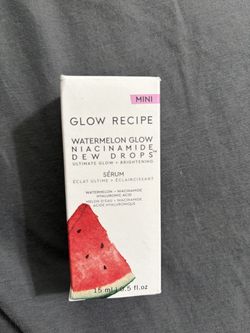 MINI
GLOW RECIPE
WATERMELON GLOW
NIACINAMIDE
DEW DROPS™
ULTIMATE GLOW + BRIGHTENING
SÉRUM
ÉCLAT ULTIME + ÉCLAIRCISSANT
WATERMELON + NIACINAMIDE
HYALURONIC ACID
MELON D'EAU + NIACINAMIDE
ACIDE HYALURONIQUE
15 ml | 0.5 fl.oz